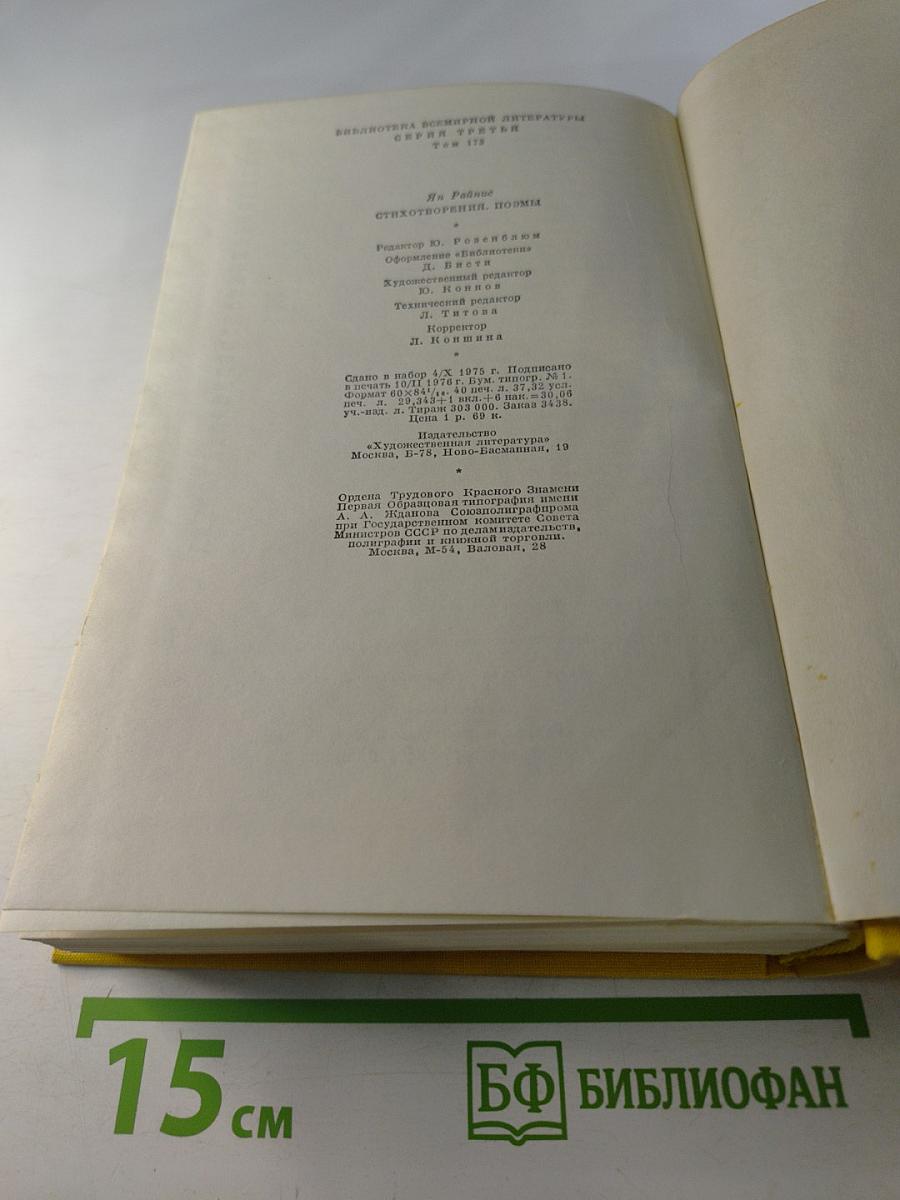 БИБЛИОТЕКА ВСЕМИРНОЙ ЛИТЕРАТУРЫ
СЕРИЯ ТРЕТЬЯ
Том 175
Ян Райнис
СТИХОТВОРЕНИЯ. ПОЭМЫ
*
Редактор Ю. Розенблюм
Оформление «Библиотеки»
Д. Бисти
Художественный редактор
Ю. Коннов
Технический редактор
Л. Титова
Корректор
Л. Коншина
*
Сдано в набор 4/X 1975 г. Подписано
в печать 10/II 1976 г. Бум. типогр. № 1.
Формат 60×84¹/₁₆. 40 печ. л. 37,32 усл.
печ. л. 29,343+1 вкл.+6 нак.=30,06
уч.-изд. л. Тираж 303 000. Заказ 3438.
Цена 1 р. 69 к.
Издательство
«Художественная литература»
Москва, Б-78, Ново-Басманная, 19
*
Ордена Трудового Красного Знамени
Первая Образцовая типография имени
А. А. Жданова Союзполиграфпрома
при Государственном комитете Совета
Министров СССР по делам издательств,
полиграфии и книжной торговли.
Москва, М-54, Валовая, 28
15 см
БФ БИБЛИОФАН